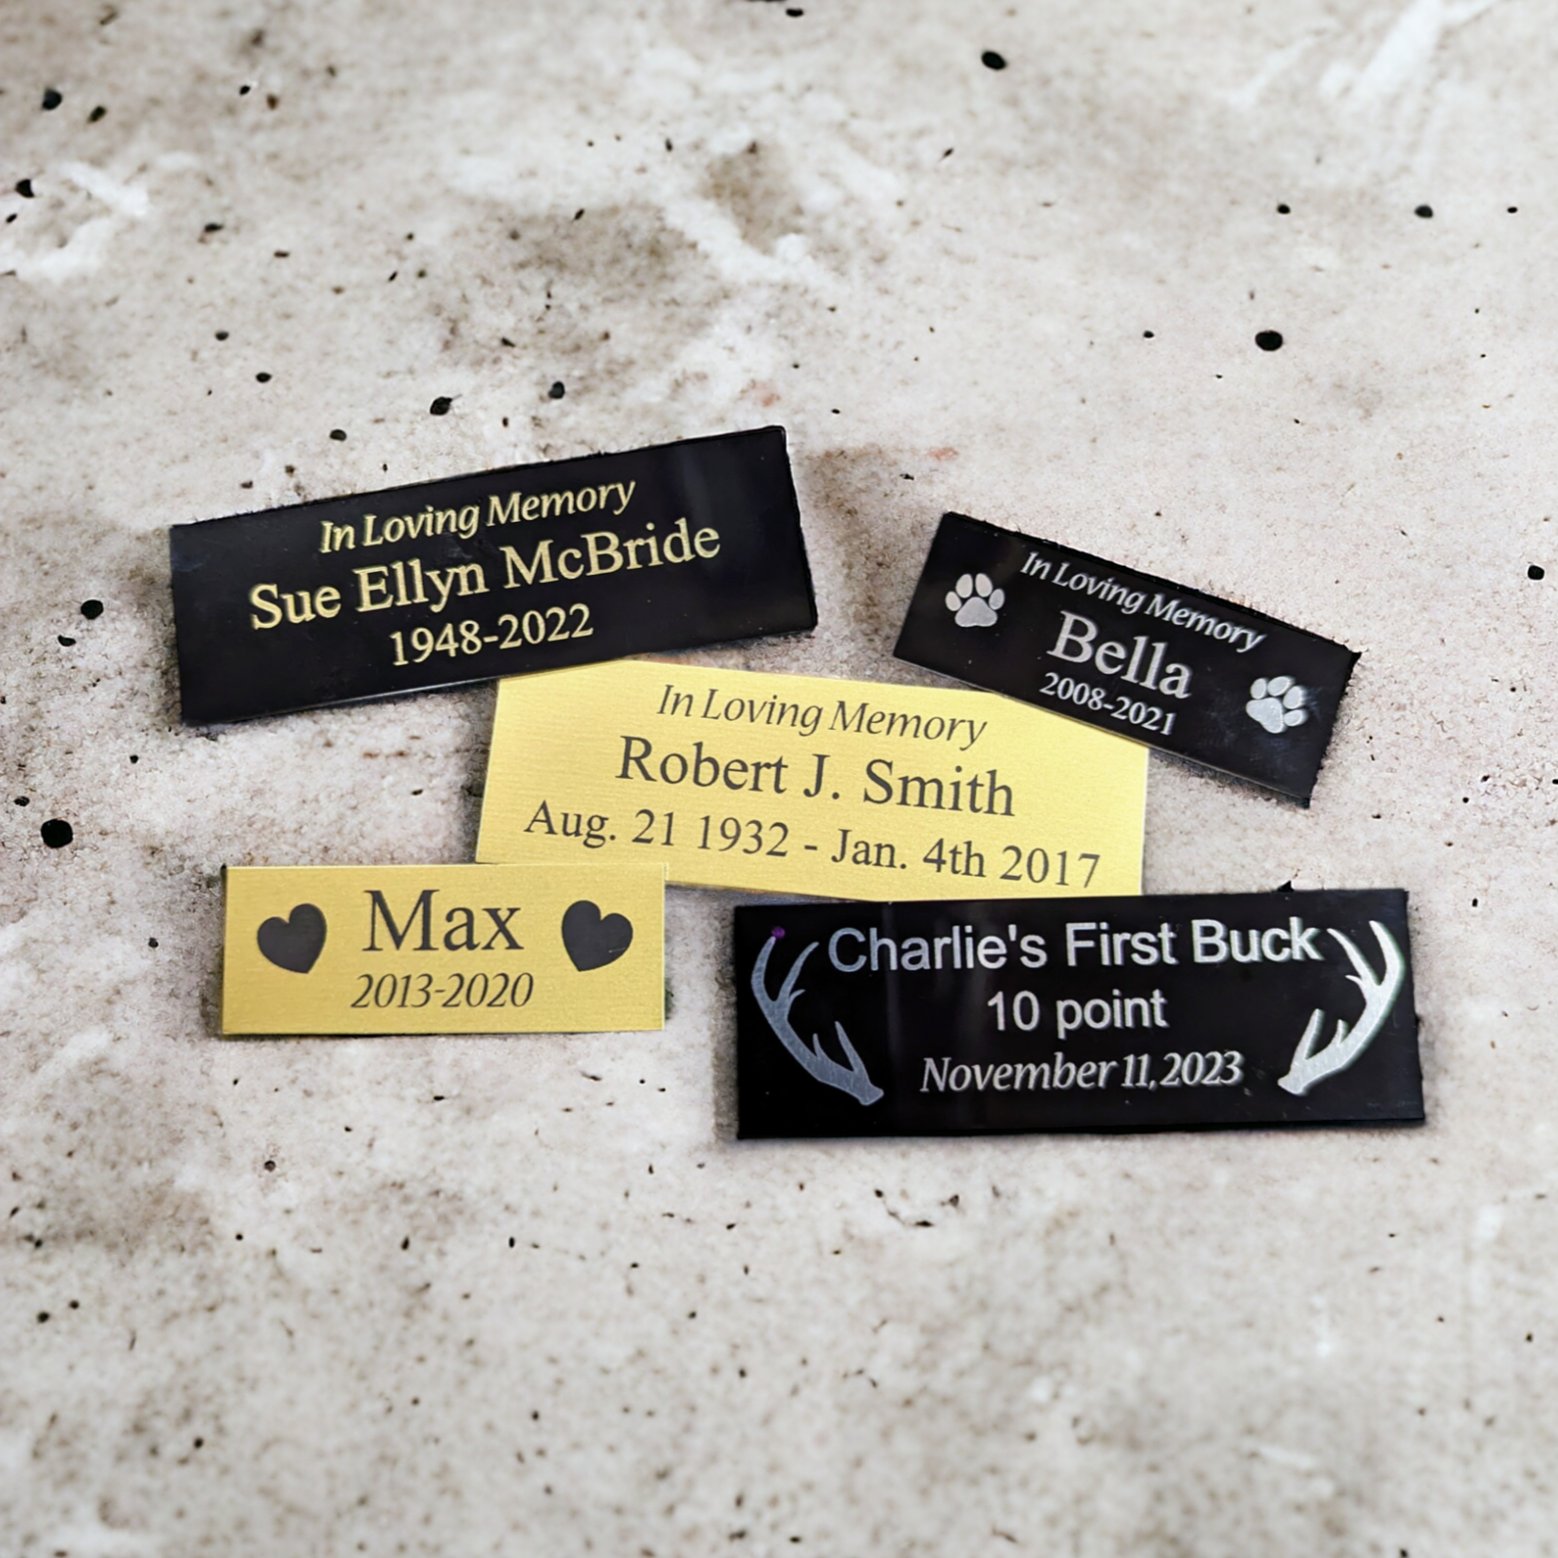 In Loving Memory
Sue Ellyn McBride
1948-2022
In Loving Memory
Bella
2008-2021
In Loving Memory
Robert J. Smith
Aug. 21 1932 - Jan. 4th 2017
Max
2013-2020
Charlie's First Buck
10 point
November 11, 2023